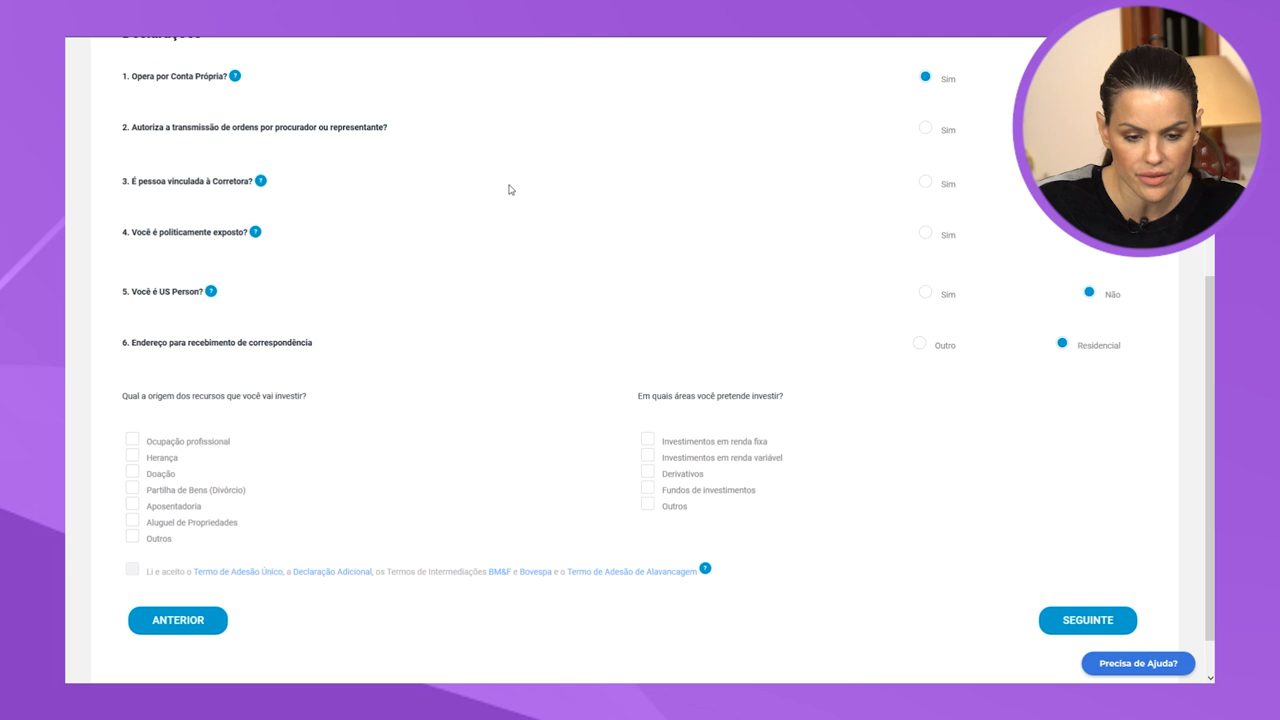 1. Opera por Conta Própria? ?
Sim
2. Autoriza a transmissão de ordens por procurador ou representante?
Sim
3. É pessoa vinculada à Corretora? ?
Sim
4. Você é politicamente exposto? ?
Sim
5. Você é US Person? ?
Sim
Não
6. Endereço para recebimento de correspondência
Outro
Residencial
Qual a origem dos recursos que você vai investir?
Ocupação profissional
Herança
Doação
Partilha de Bens (Divórcio)
Aposentadoria
Aluguel de Propriedades
Outros
Em quais áreas você pretende investir?
Investimentos em renda fixa
Investimentos em renda variável
Derivativos
Fundos de investimentos
Outros
Li e aceito o Termo de Adesão Único, a Declaração Adicional, os Termos de Intermediações BM&F e Bovespa e o Termo de Adesão de Alavancagem ?
ANTERIOR
SEGUINTE
Precisa de Ajuda?